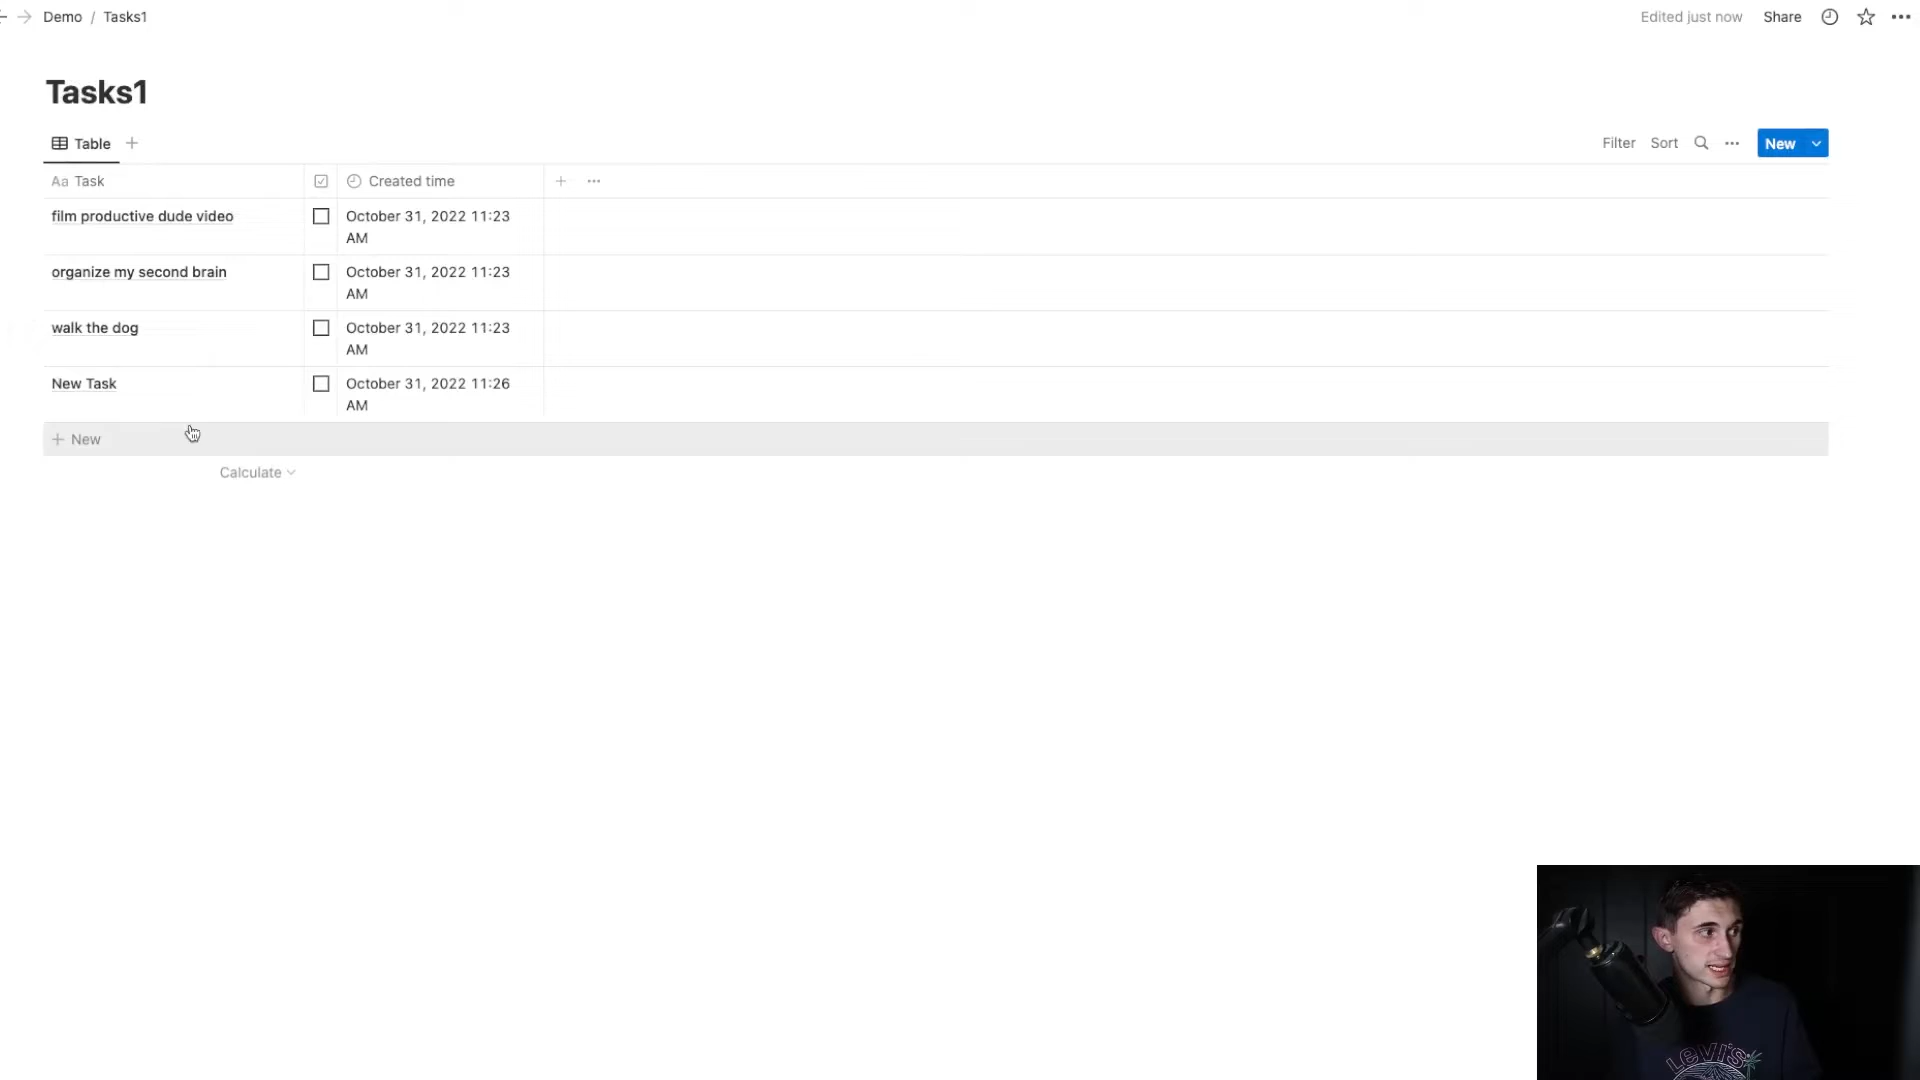 Demo / Tasks1
Edited just now Share
Tasks1
Table
Filter Sort New
Aa Task Created time
film productive dude video October 31, 2022 11:23
AM
organize my second brain October 31, 2022 11:23
AM
walk the dog October 31, 2022 11:23
AM
New Task October 31, 2022 11:26
AM
+ New
Calculate
LEVI'S